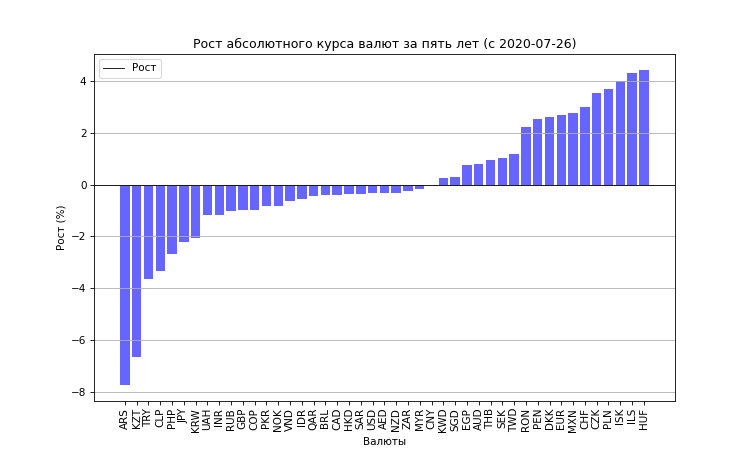 Рост абсолютного курса валют за пять лет (с 2020-07-26)
Рост
Рост (%)
4
2
0
−2
−4
−6
−8
ARS
KZT
TRY
CLP
PHP
JPY
KRW
UAH
INR
RUB
GBP
COP
PKR
NOK
VND
IDR
QAR
BRL
CAD
HKD
SAR
USD
AED
NZD
ZAR
MYR
CNY
KWD
SGD
EGP
AUD
THB
SEK
TWD
RON
PEN
DKK
EUR
MXN
CHF
CZK
PLN
ISK
ILS
HUF
Валюты